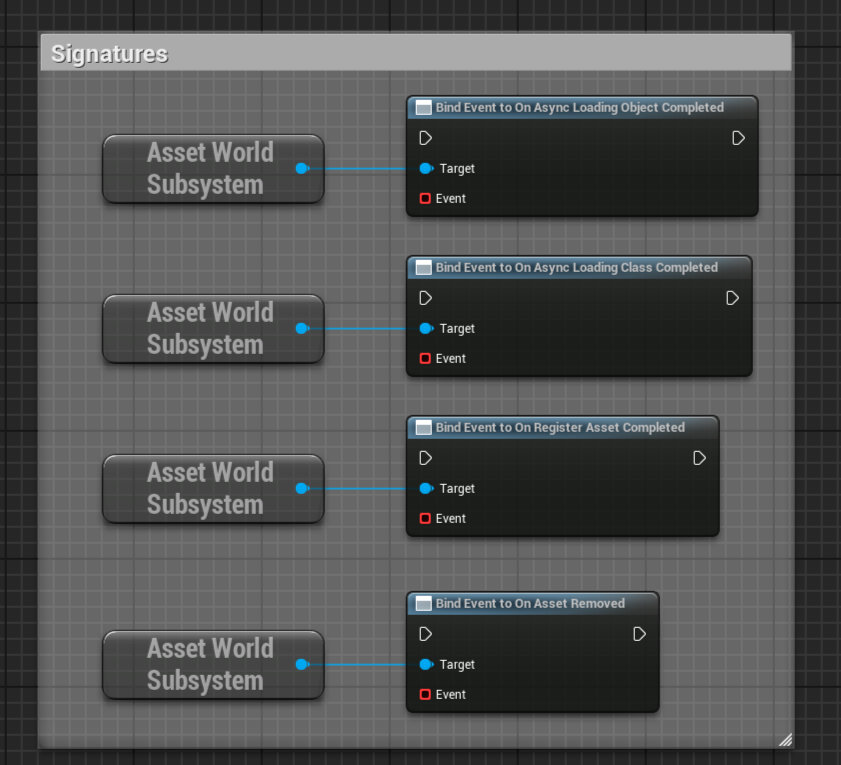 Signatures
Bind Event to On Async Loading Object Completed
Asset World
Subsystem
Target
Event
Bind Event to On Async Loading Class Completed
Asset World
Subsystem
Target
Event
Bind Event to On Register Asset Completed
Asset World
Subsystem
Target
Event
Bind Event to On Asset Removed
Asset World
Subsystem
Target
Event